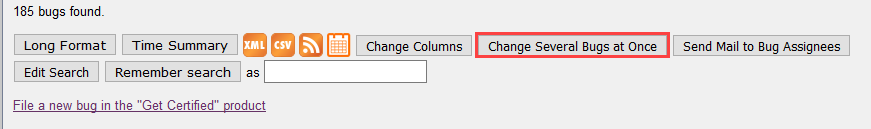 185 bugs found.
Long Format Time Summary XML CSV Change Columns Change Several Bugs at Once Send Mail to Bug Assignees
Edit Search Remember search as
File a new bug in the "Get Certified" product